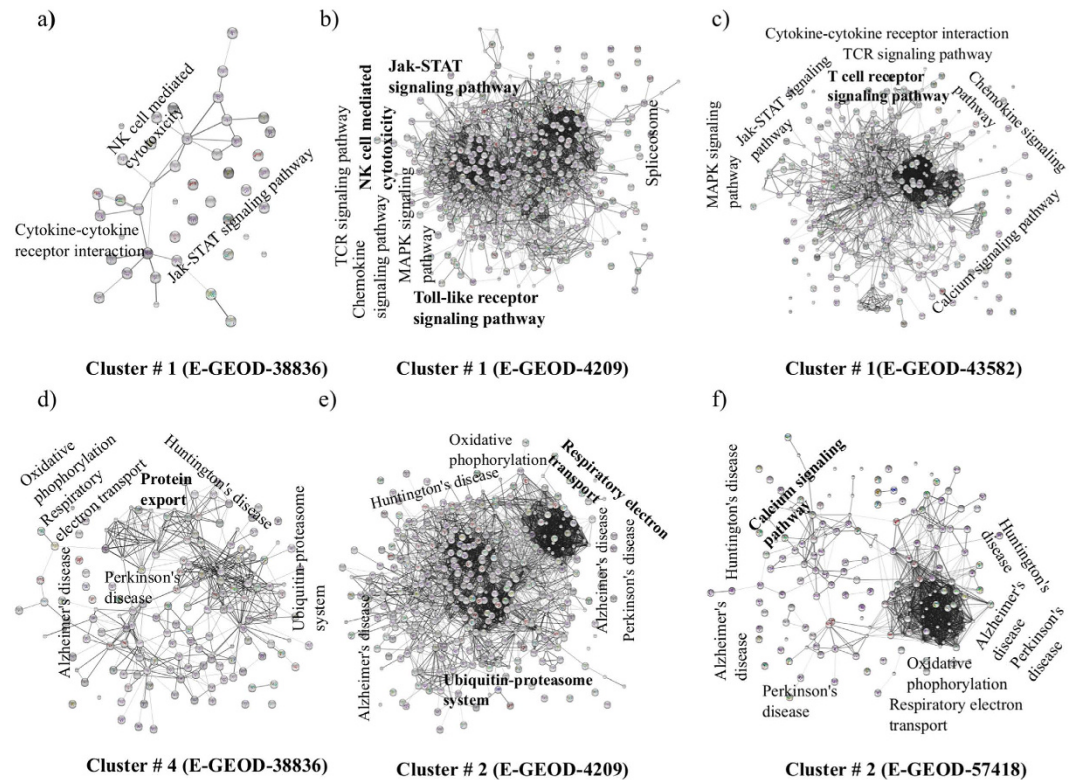 a)
NK cell mediated
cytotoxicity
Cytokine-cytokine
receptor interaction
Jak-STAT signaling pathway
Cluster # 1 (E-GEOD-38836)
b)
Jak-STAT
signaling pathway
TCR signaling pathway
Chemokine
signaling pathway
NK cell mediated
cytotoxicity
MAPK signaling
pathway
Spliceosome
Toll-like receptor
signaling pathway
Cluster # 1 (E-GEOD-4209)
c)
Cytokine-cytokine receptor interaction
TCR signaling pathway
T cell receptor
signaling pathway
Chemokine signaling
pathway
Jak-STAT signaling
pathway
MAPK signaling
pathway
Calcium signaling pathway
Cluster # 1(E-GEOD-43582)
d)
Oxidative
phophorylation
Respiratory
electron transport
Protein
export
Huntington's disease
Alzheimer's disease
Perkinson's
disease
Ubiquitin-proteasome
system
Cluster # 4 (E-GEOD-38836)
e)
Oxidative
phophorylation
Respiratory electron
transport
Huntington's disease
Alzheimer's disease
Alzheimer's disease
Perkinson's disease
Ubiquitin-proteasome
system
Cluster # 2 (E-GEOD-4209)
f)
Calcium signaling
pathway
Huntington's disease
Alzheimer's
disease
Perkinson's
disease
Huntington's
disease
Alzheimer's
disease
Perkinson's
disease
Oxidative
phophorylation
Respiratory electron
transport
Cluster # 2 (E-GEOD-57418)